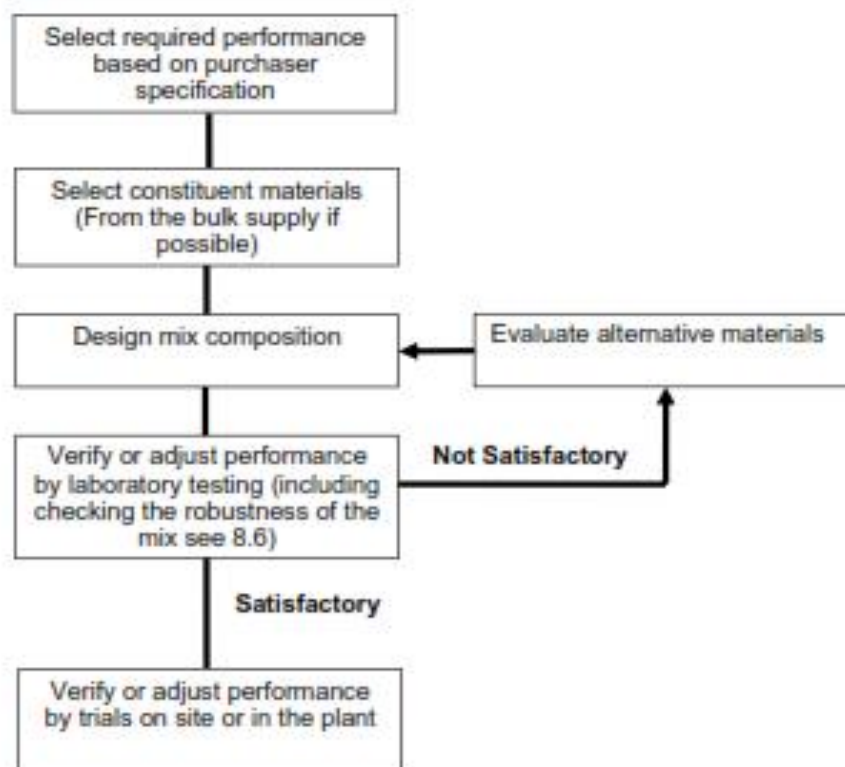 Select required performance
based on purchaser
specification
Select constituent materials
(From the bulk supply if
possible)
Design mix composition
Evaluate alternative materials
Verify or adjust performance
by laboratory testing (including
checking the robustness of the
mix see 8.6)
Not Satisfactory
Satisfactory
Verify or adjust performance
by trials on site or in the plant